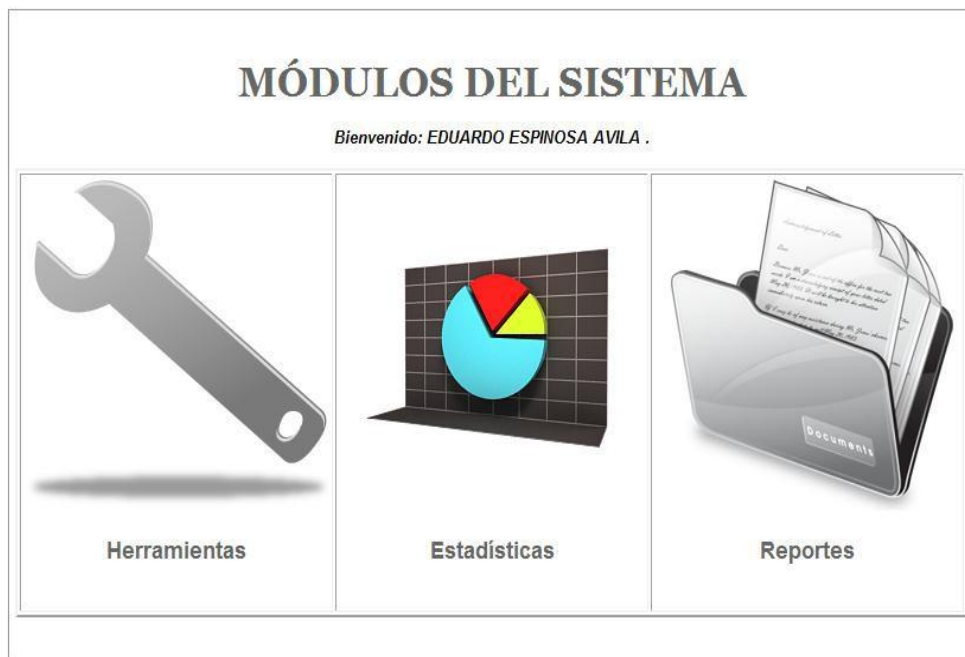 MÓDULOS DEL SISTEMA
Bienvenido: EDUARDO ESPINOSA AVILA .
Documents
Herramientas
Estadísticas
Reportes